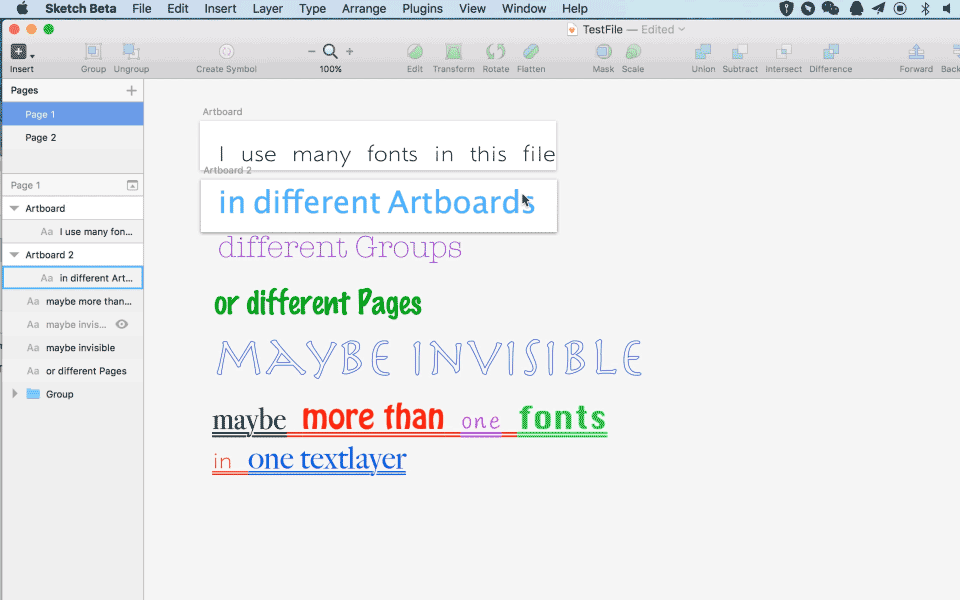 Sketch Beta File Edit Insert Layer Type Arrange Plugins View Window Help
TestFile — Edited
Insert Group Ungroup Create Symbol 100% Edit Transform Rotate Flatten Mask Scale Union Subtract Intersect Difference Forward Back
Pages
Page 1
Page 2
Page 1
Artboard
Aa I use many fon...
Artboard 2
Aa in different Art...
Aa maybe more than...
Aa maybe invis...
Aa maybe invisible
Aa or different Pages
Group
Artboard
I use many fonts in this file
Artboard 2
in different Artboards
different Groups
or different Pages
MAYBE INVISIBLE
maybe more than one fonts
in one textlayer